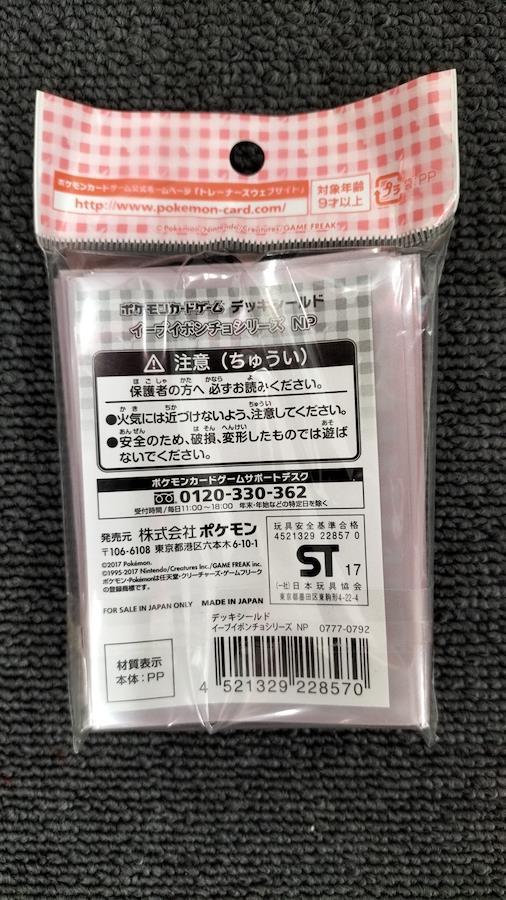 ポケモンカードゲーム公式ホームページ「トレーナーズウェブサイト」
http://www.pokemon-card.com/
対象年齢
9才以上
プラ
袋:PP
©Pokémon/Nintendo/Creatures/GAME FREAK
ポケモンカードゲーム デッキシールド
イーブイポンチョシリーズ NP
注意（ちゅうい）
保護者の方へ 必ずお読みください。
●火気には近づけないよう、注意してください。
●安全のため、破損、変形したものでは遊ば
ないでください。
ポケモンカードゲームサポートデスク
0120-330-362
受付時間/毎日11:00〜18:00 年末・年始などの特定日を除く
発売元 株式会社ポケモン
〒106-6108 東京都港区六本木6-10-1
©2017 Pokémon.
©1995-2017 Nintendo/Creatures Inc./GAME FREAK inc.
ポケモン・Pokémonは任天堂・クリーチャーズ・ゲームフリーク
の登録商標です。
FOR SALE IN JAPAN ONLY MADE IN JAPAN
玩具安全基準合格
4521329 22857 0
ST 17
(一社)日本玩具協会
東京都墨田区東駒形4-22-4
材質表示
本体:PP
デッキシールド
イーブイポンチョシリーズ NP 0777-0792
4 521329 228570